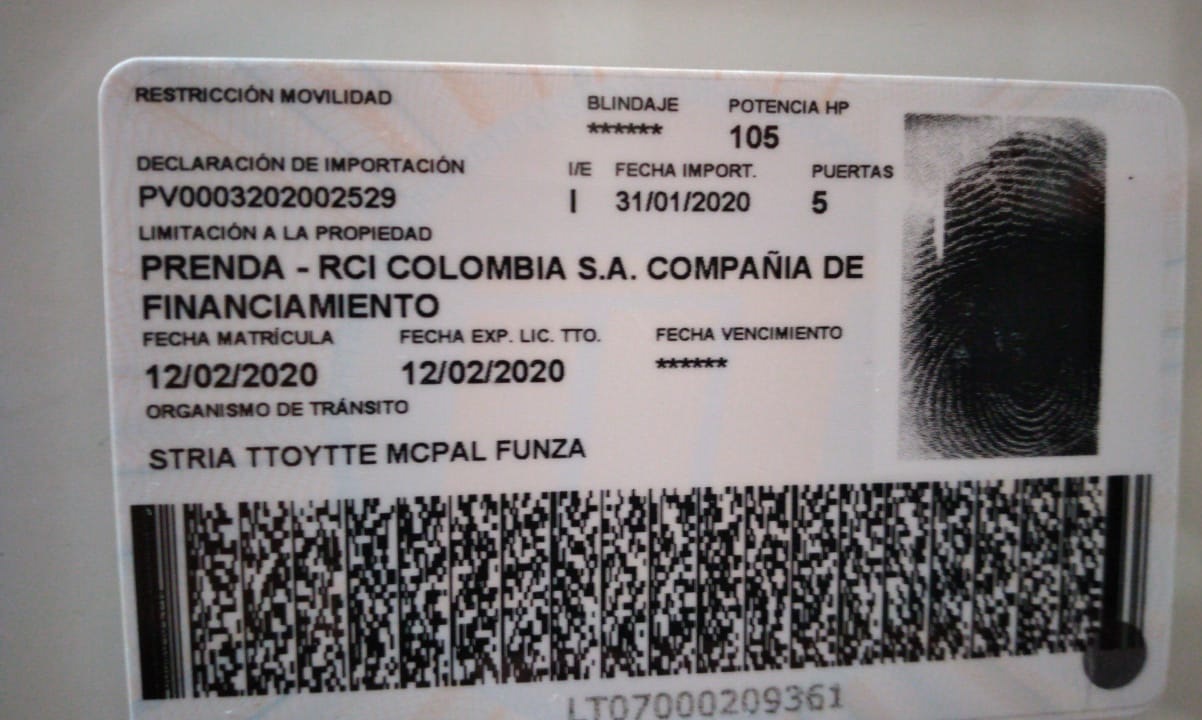 RESTRICCIÓN MOVILIDAD BLINDAJE POTENCIA HP
****** 105
DECLARACIÓN DE IMPORTACIÓN I/E FECHA IMPORT. PUERTAS
PV0003202002529 I 31/01/2020 5
LIMITACIÓN A LA PROPIEDAD
PRENDA - RCI COLOMBIA S.A. COMPAÑIA DE
FINANCIAMIENTO
FECHA MATRÍCULA FECHA EXP. LIC. TTO. FECHA VENCIMIENTO
12/02/2020 12/02/2020 ******
ORGANISMO DE TRÁNSITO
STRIA TTOYTTE MCPAL FUNZA
LT07000209361